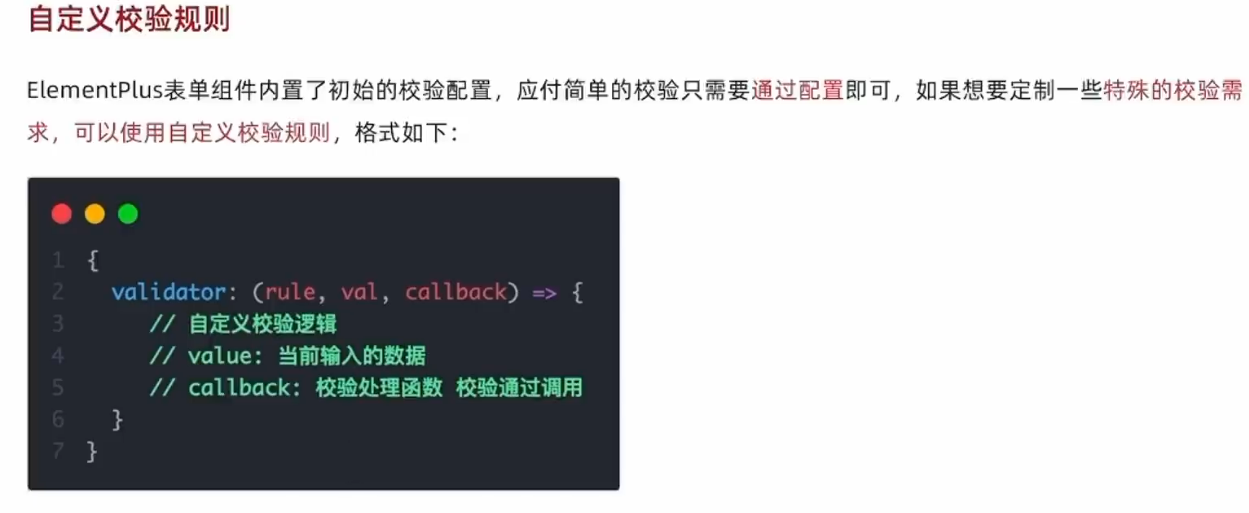 自定义校验规则
ElementPlus表单组件内置了初始的校验配置，应付简单的校验只需要通过配置即可，如果想要定制一些特殊的校验需
求，可以使用自定义校验规则，格式如下：
1 {
2 validator: (rule, val, callback) => {
3 // 自定义校验逻辑
4 // value: 当前输入的数据
5 // callback: 校验处理函数 校验通过调用
6 }
7 }